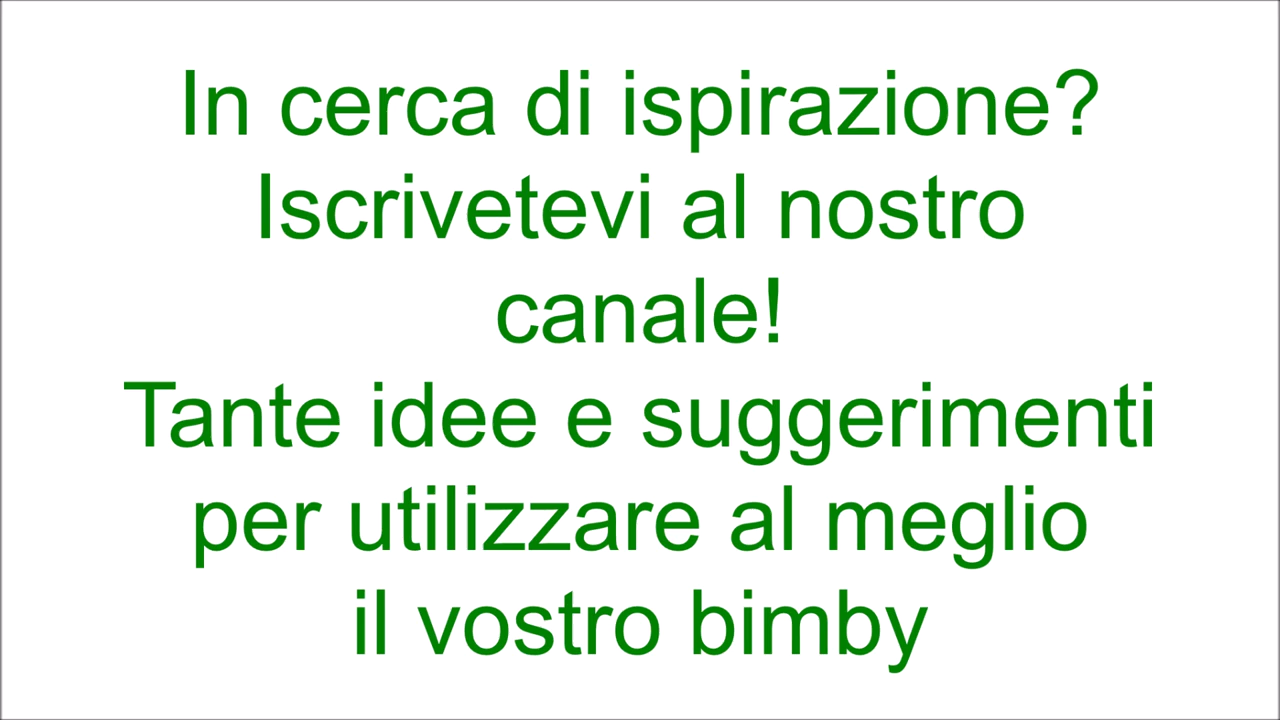 In cerca di ispirazione?
Iscrivetevi al nostro
canale!
Tante idee e suggerimenti
per utilizzare al meglio
il vostro bimby